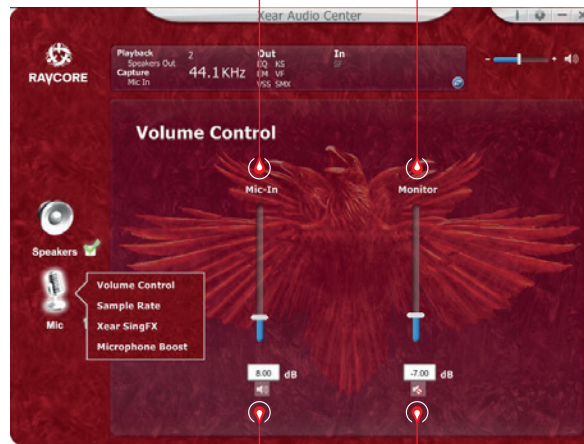 Xear Audio Center
RAVCORE
Playback 2 Out In
Speakers Out EQ KS SF
Capture 44.1KHz EM VF
Mic In VSS SMX
Volume Control
Mic-In Monitor
Speakers
Mic
Volume Control
Sample Rate
Xear SingFX
Microphone Boost
8.00 dB -7.00 dB